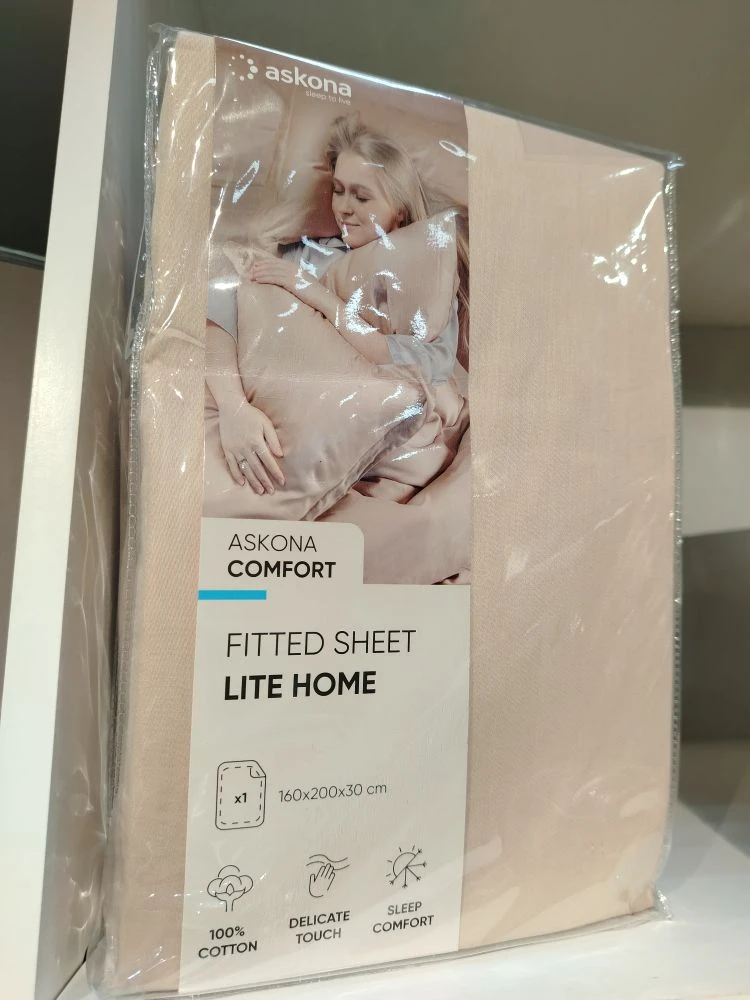 askona
sleep to live
ASKONA
COMFORT
FITTED SHEET
LITE HOME
x1
160x200x30 cm
100%
COTTON
DELICATE
TOUCH
SLEEP
COMFORT